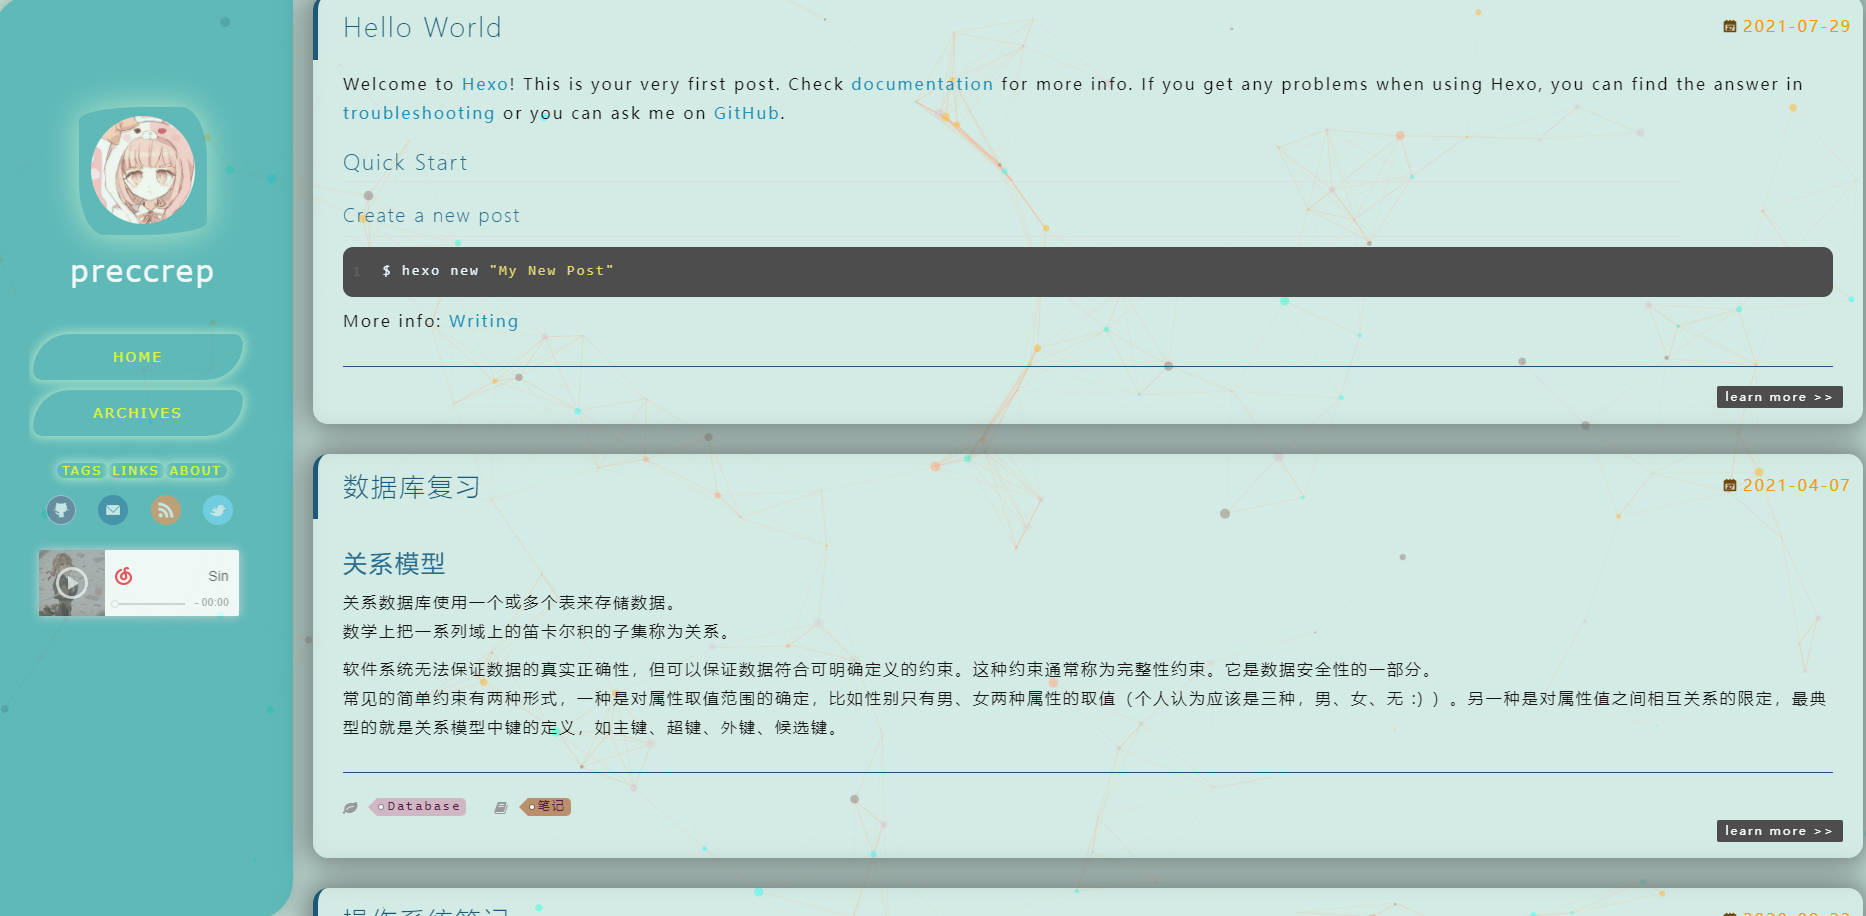 preccrep
HOME
ARCHIVES
TAGS LINKS ABOUT
Sin
- 00:00
Hello World
2021-07-29
Welcome to Hexo! This is your very first post. Check documentation for more info. If you get any problems when using Hexo, you can find the answer in
troubleshooting or you can ask me on GitHub.
Quick Start
Create a new post
1 $ hexo new "My New Post"
More info: Writing
learn more >>
数据库复习
2021-04-07
关系模型
关系数据库使用一个或多个表来存储数据。
数学上把一系列域上的笛卡尔积的子集称为关系。
软件系统无法保证数据的真实正确性，但可以保证数据符合可明确定义的约束。这种约束通常称为完整性约束。它是数据安全性的一部分。
常见的简单约束有两种形式，一种是对属性取值范围的确定，比如性别只有男、女两种属性的取值（个人认为应该是三种，男、女、无 :) ）。另一种是对属性值之间相互关系的限定，最典
型的就是关系模型中键的定义，如主键、超键、外键、候选键。
Database 笔记
learn more >>
操作系统笔记